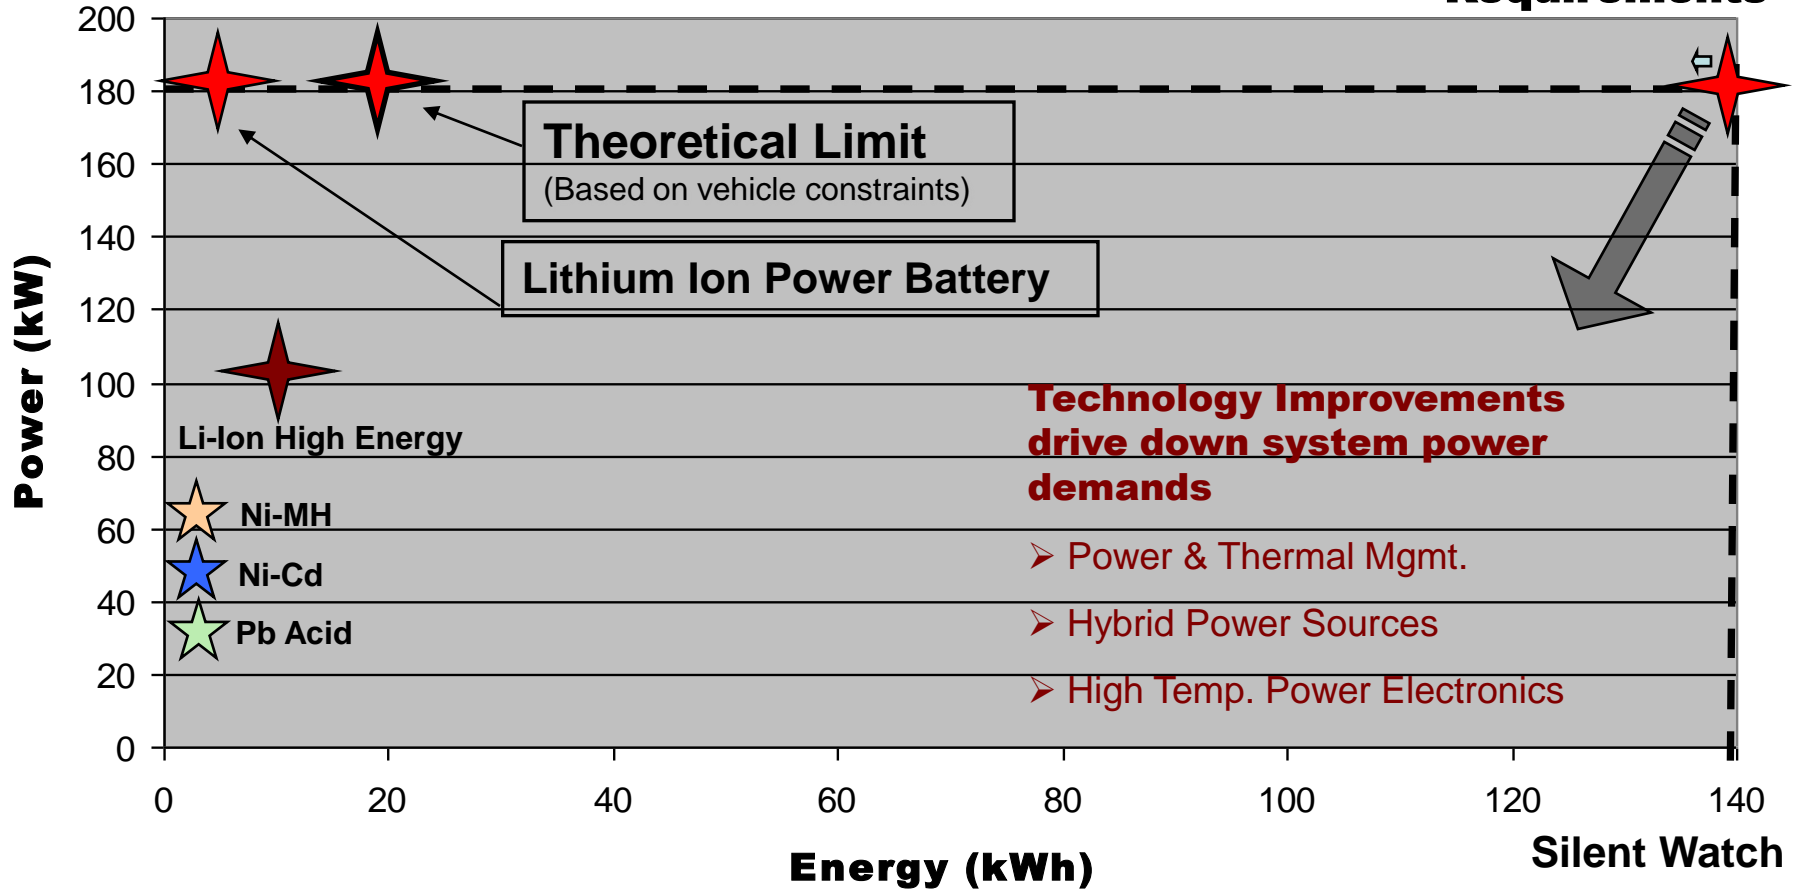 Requirements
200
180
160
140
120
100
80
60
40
20
0
Power (kW)
Theoretical Limit
(Based on vehicle constraints)
Lithium Ion Power Battery
Li-Ion High Energy
Ni-MH
Ni-Cd
Pb Acid
Technology Improvements
drive down system power
demands
➢ Power & Thermal Mgmt.
➢ Hybrid Power Sources
➢ High Temp. Power Electronics
0 20 40 60 80 100 120 140
Silent Watch
Energy (kWh)